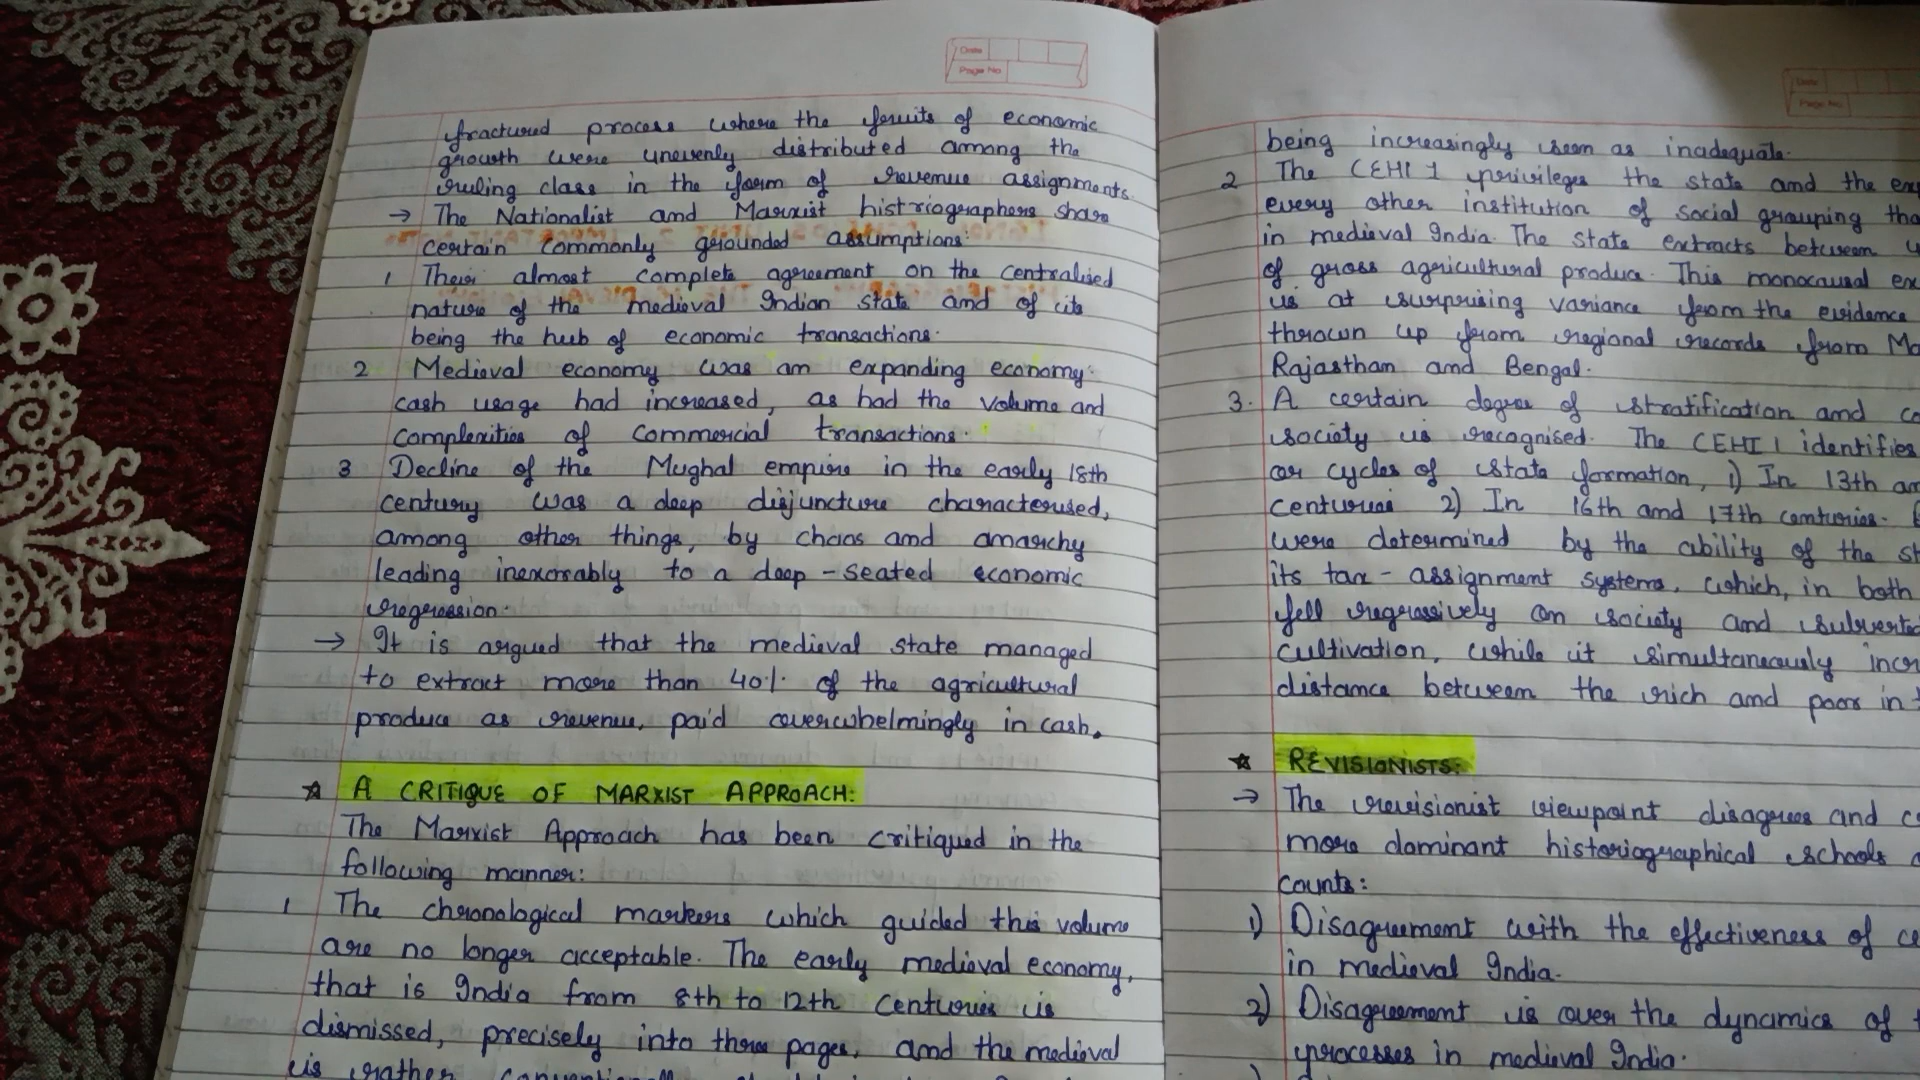 Date
Page No
fractured process where the fruits of economic
growth were unevenly distributed among the
ruling class in the form of revenue assignments.
→ The Nationalist and Marxist histriographers share
certain commonly grounded assumptions:
1 Their almost complete agreement on the centralised
nature of the medieval Indian state and of its
being the hub of economic transactions.
2 Medieval economy was an expanding economy:
cash usage had increased, as had the volume and
complexities of commercial transactions.
3 Decline of the Mughal empire in the early 18th
century was a deep disjuncture characterised,
among other things, by chaos and anarchy
leading inexorably to a deep-seated economic
regression.
→ It is argued that the medieval state managed
to extract more than 40% of the agricultural
produce as revenue, paid overwhelmingly in cash.
☆ A CRITIQUE OF MARXIST APPROACH:
The Marxist Approach has been critiqued in the
following manner:
1 The chronological markers which guided this volume
are no longer acceptable. The early medieval economy,
that is India from 8th to 12th Centuries is
dismissed, precisely into three pages, and the medieval
is rather
Date
Page No.
being increasingly seen as inadequate.
2 The CEHI 1 privileges the state and
every other institution of social grouping
in medieval India. The state extracts between
of gross agricultural produce. This monocausal
is at surprising variance from the evidence
thrown up from regional records from
Rajasthan and Bengal.
3. A certain degree of stratification and
society is recognised. The CEHI 1 identifies
or cycles of state formation, 1) In 13th
centuries 2) In 16th and 17th centuries.
were determined by the ability of the
its tax-assignment systems, which, in both
fell regressively on society and subverted
cultivation, while it simultaneously
distance between the rich and poor in
☆ REVISIONISTS:
→ The revisionist viewpoint disagrees and
more dominant historiographical schools
counts:
1) Disagreement with the effectiveness of
in medieval India.
2) Disagreement is over the dynamics of
processes in medieval India.